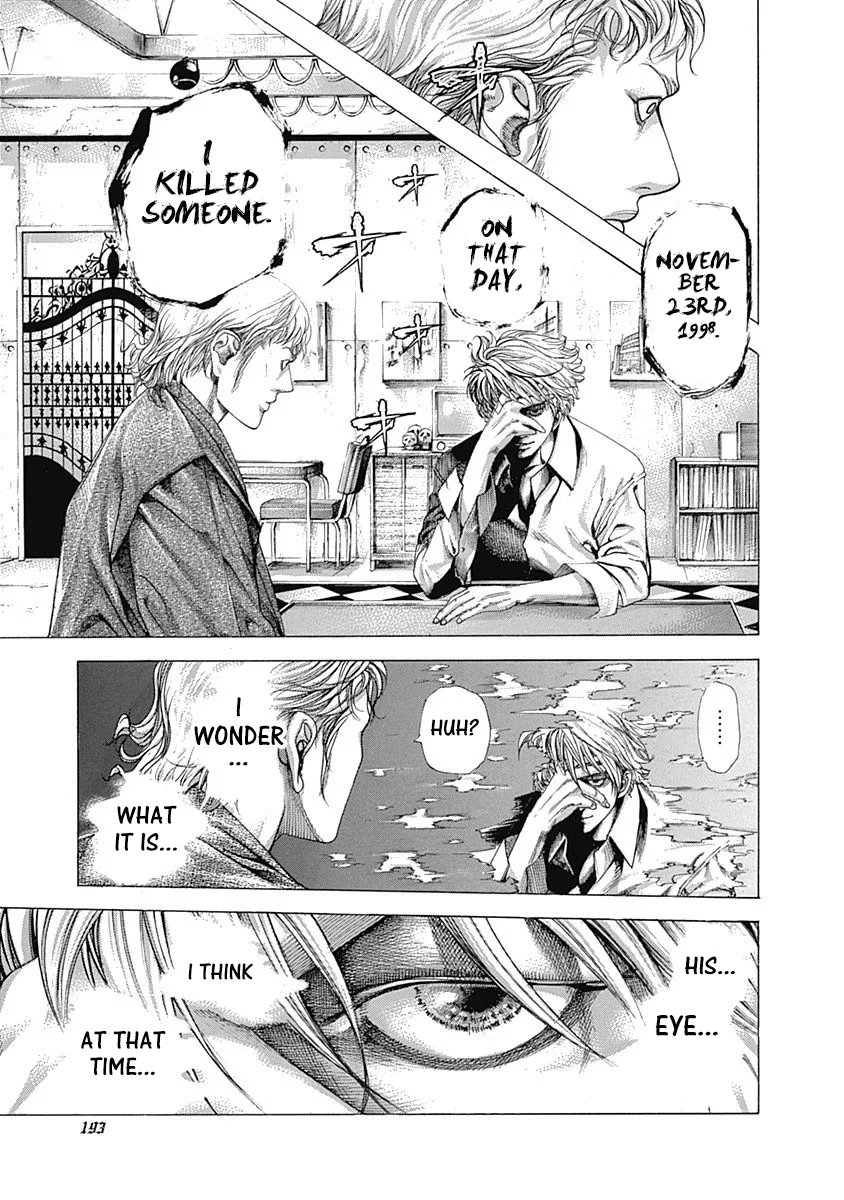 NOVEM-
BER
23RD,
1998.
ON
THAT
DAY,
I
KILLED
SOMEONE.
......
HUH?
I
WONDER
...
WHAT
IT IS...
HIS...
EYE...
I THINK
AT THAT
TIME...
193